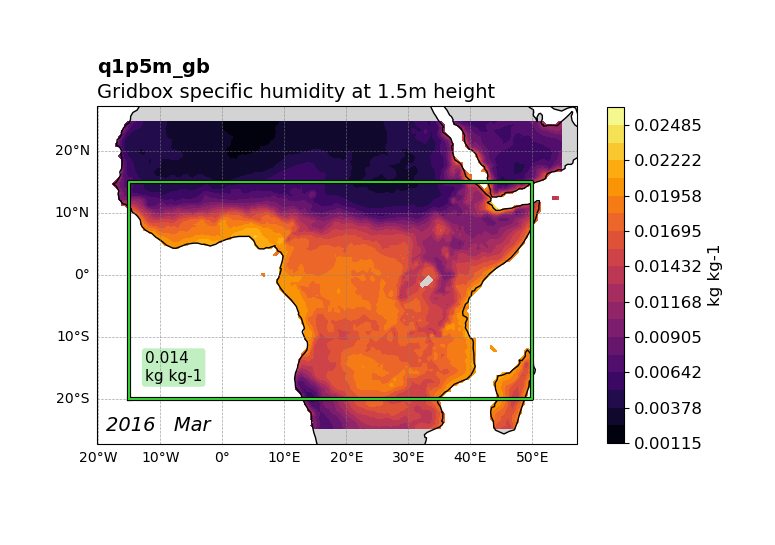 q1p5m_gb
Gridbox specific humidity at 1.5m height
20°N
10°N
0°
10°S
20°S
0.014
kg kg-1
2016 Mar
20°W 10°W 0° 10°E 20°E 30°E 40°E 50°E
0.02485
0.02222
0.01958
0.01695
0.01432
0.01168
0.00905
0.00642
0.00378
0.00115
kg kg-1